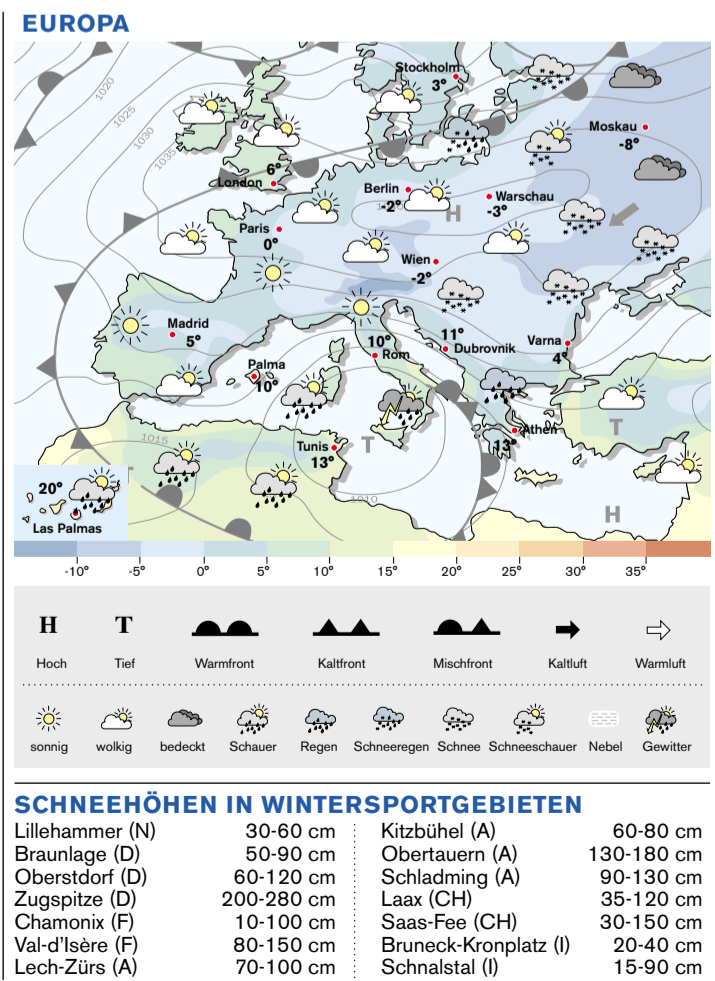 EUROPA
1020
1025
1030
1035
Stockholm
3°
Moskau
-8°
6°
London
Berlin
-2°
H
Warschau
-3°
Paris
0°
Wien
-2°
Madrid
5°
Palma
10°
10°
Rom
11°
Dubrovnik
Varna
4°
Athen
13°
T
T
Tunis
13°
1015
1010
H
20°
Las Palmas
-10° -5° 0° 5° 10° 15° 20° 25° 30° 35°
H T
Hoch Tief Warmfront Kaltfront Mischfront Kaltluft Warmluft
sonnig wolkig bedeckt Schauer Regen Schneeregen Schnee Schneeschauer Nebel Gewitter
SCHNEEHÖHEN IN WINTERSPORTGEBIETEN
Lillehammer (N) 30-60 cm
Braunlage (D) 50-90 cm
Oberstdorf (D) 60-120 cm
Zugspitze (D) 200-280 cm
Chamonix (F) 10-100 cm
Val-d'Isère (F) 80-150 cm
Lech-Zürs (A) 70-100 cm
Kitzbühel (A) 60-80 cm
Obertauern (A) 130-180 cm
Schladming (A) 90-130 cm
Laax (CH) 35-120 cm
Saas-Fee (CH) 30-150 cm
Bruneck-Kronplatz (I) 20-40 cm
Schnalstal (I) 15-90 cm